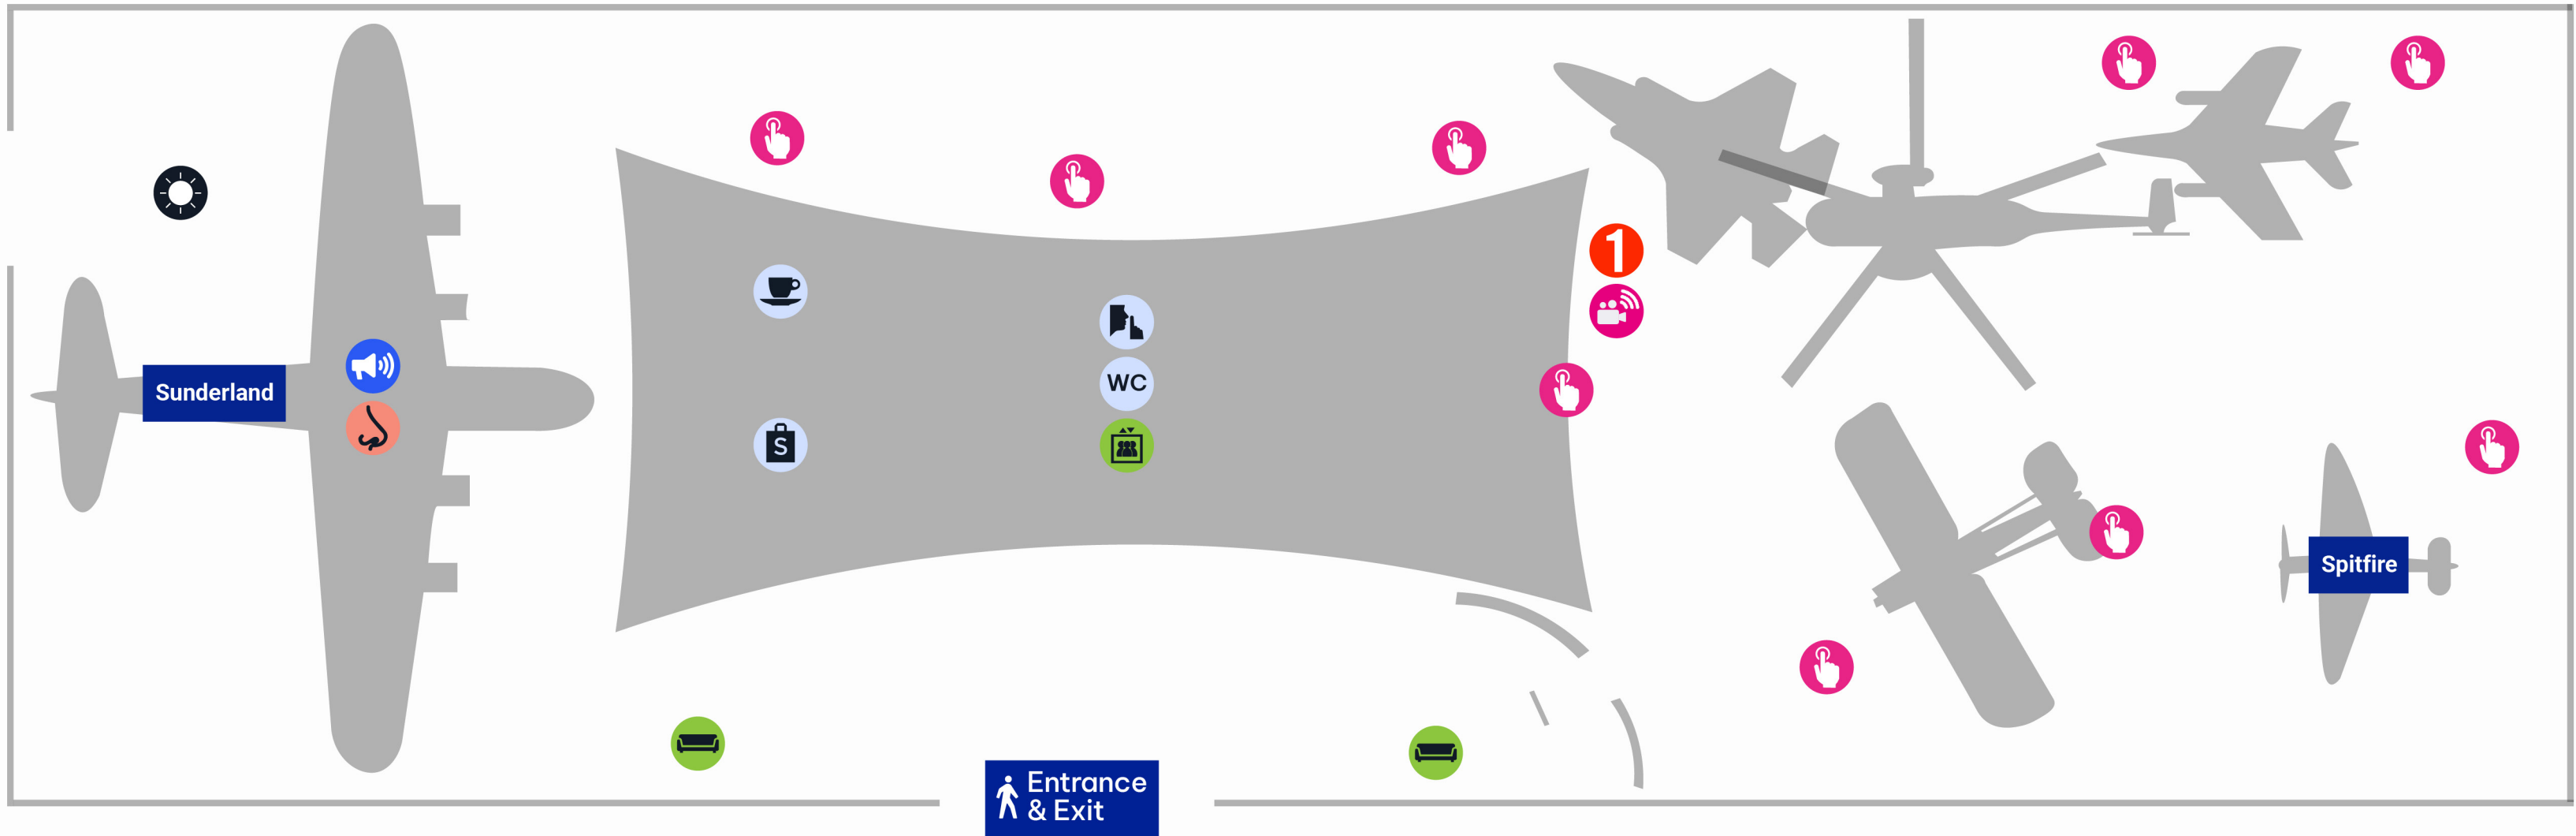 1
WC
S
Sunderland
Spitfire
Entrance
& Exit